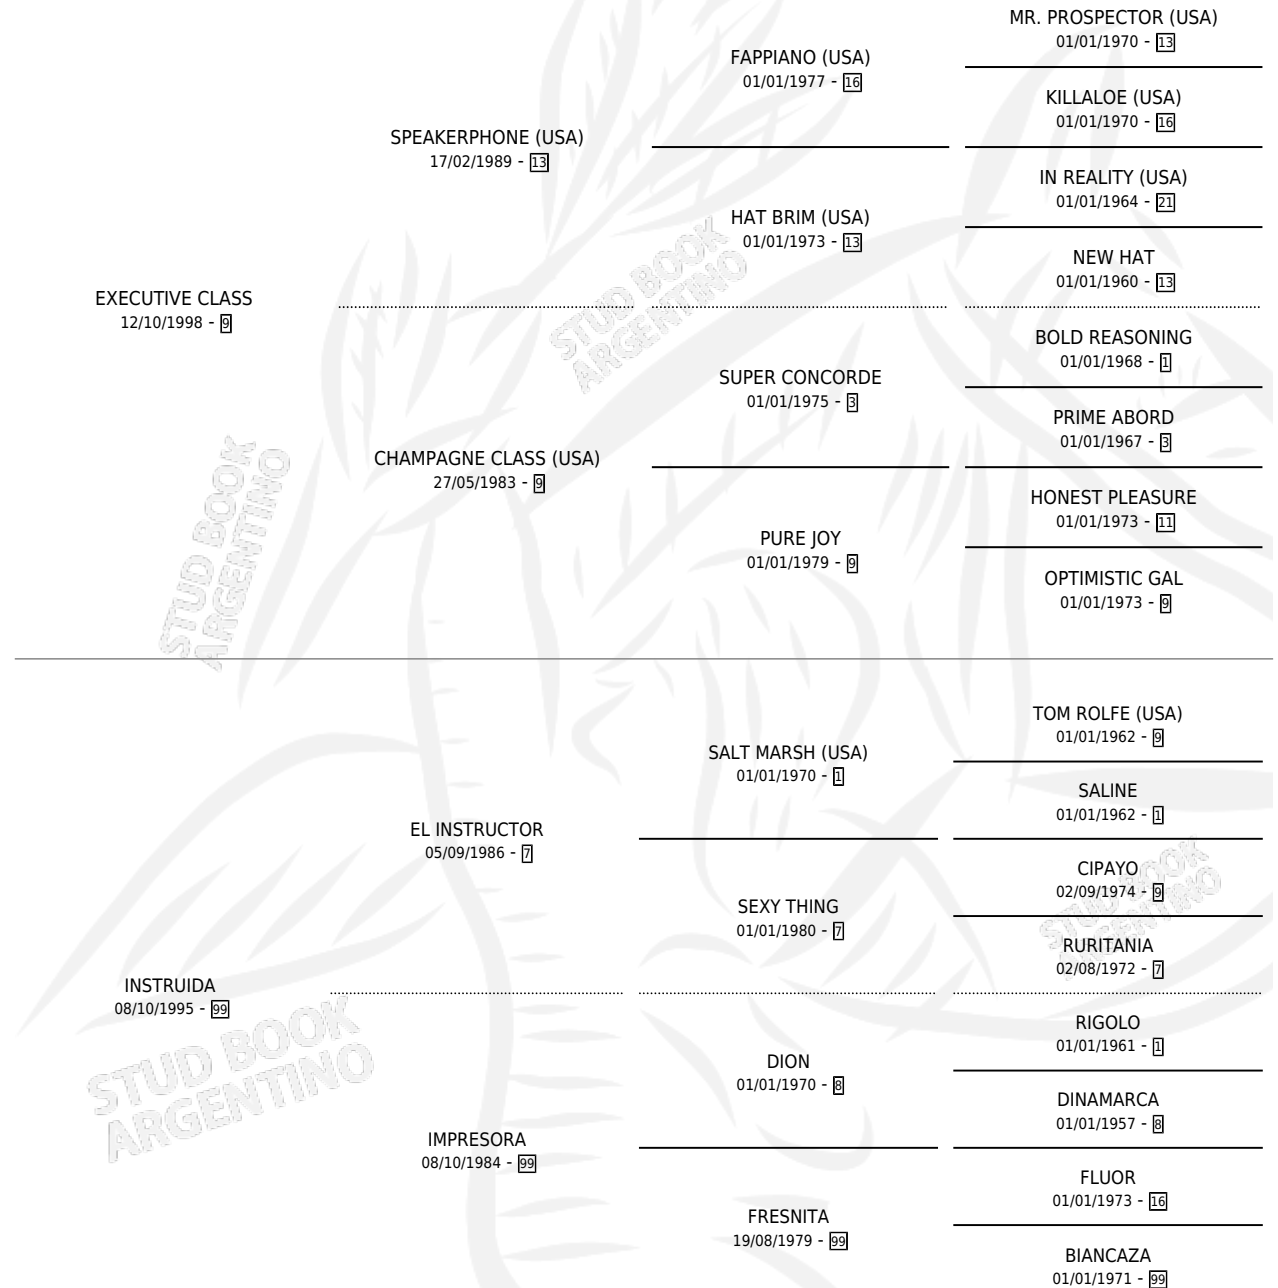 MR. PROSPECTOR (USA)
01/01/1970 - 13
FAPPIANO (USA)
01/01/1977 - 16
KILLALOE (USA)
01/01/1970 - 16
SPEAKERPHONE (USA)
17/02/1989 - 13
IN REALITY (USA)
01/01/1964 - 21
HAT BRIM (USA)
01/01/1973 - 13
NEW HAT
01/01/1960 - 13
EXECUTIVE CLASS
12/10/1998 - 9
BOLD REASONING
01/01/1968 - 1
SUPER CONCORDE
01/01/1975 - 3
PRIME ABORD
01/01/1967 - 3
CHAMPAGNE CLASS (USA)
27/05/1983 - 9
HONEST PLEASURE
01/01/1973 - 11
PURE JOY
01/01/1979 - 9
OPTIMISTIC GAL
01/01/1973 - 9
TOM ROLFE (USA)
01/01/1962 - 9
SALT MARSH (USA)
01/01/1970 - 1
SALINE
01/01/1962 - 1
EL INSTRUCTOR
05/09/1986 - 7
CIPAYO
02/09/1974 - 9
SEXY THING
01/01/1980 - 7
RURITANIA
02/08/1972 - 7
INSTRUIDA
08/10/1995 - 99
RIGOLO
01/01/1961 - 1
DION
01/01/1970 - 8
DINAMARCA
01/01/1957 - 8
IMPRESORA
08/10/1984 - 99
FLUOR
01/01/1973 - 16
FRESNITA
19/08/1979 - 99
BIANCAZA
01/01/1971 - 99
STUD BOOK
ARGENTINO
STUD BOOK
ARGENTINO
STUD BOOK
ARGENTINO
STUD BOOK
ARGENTINO